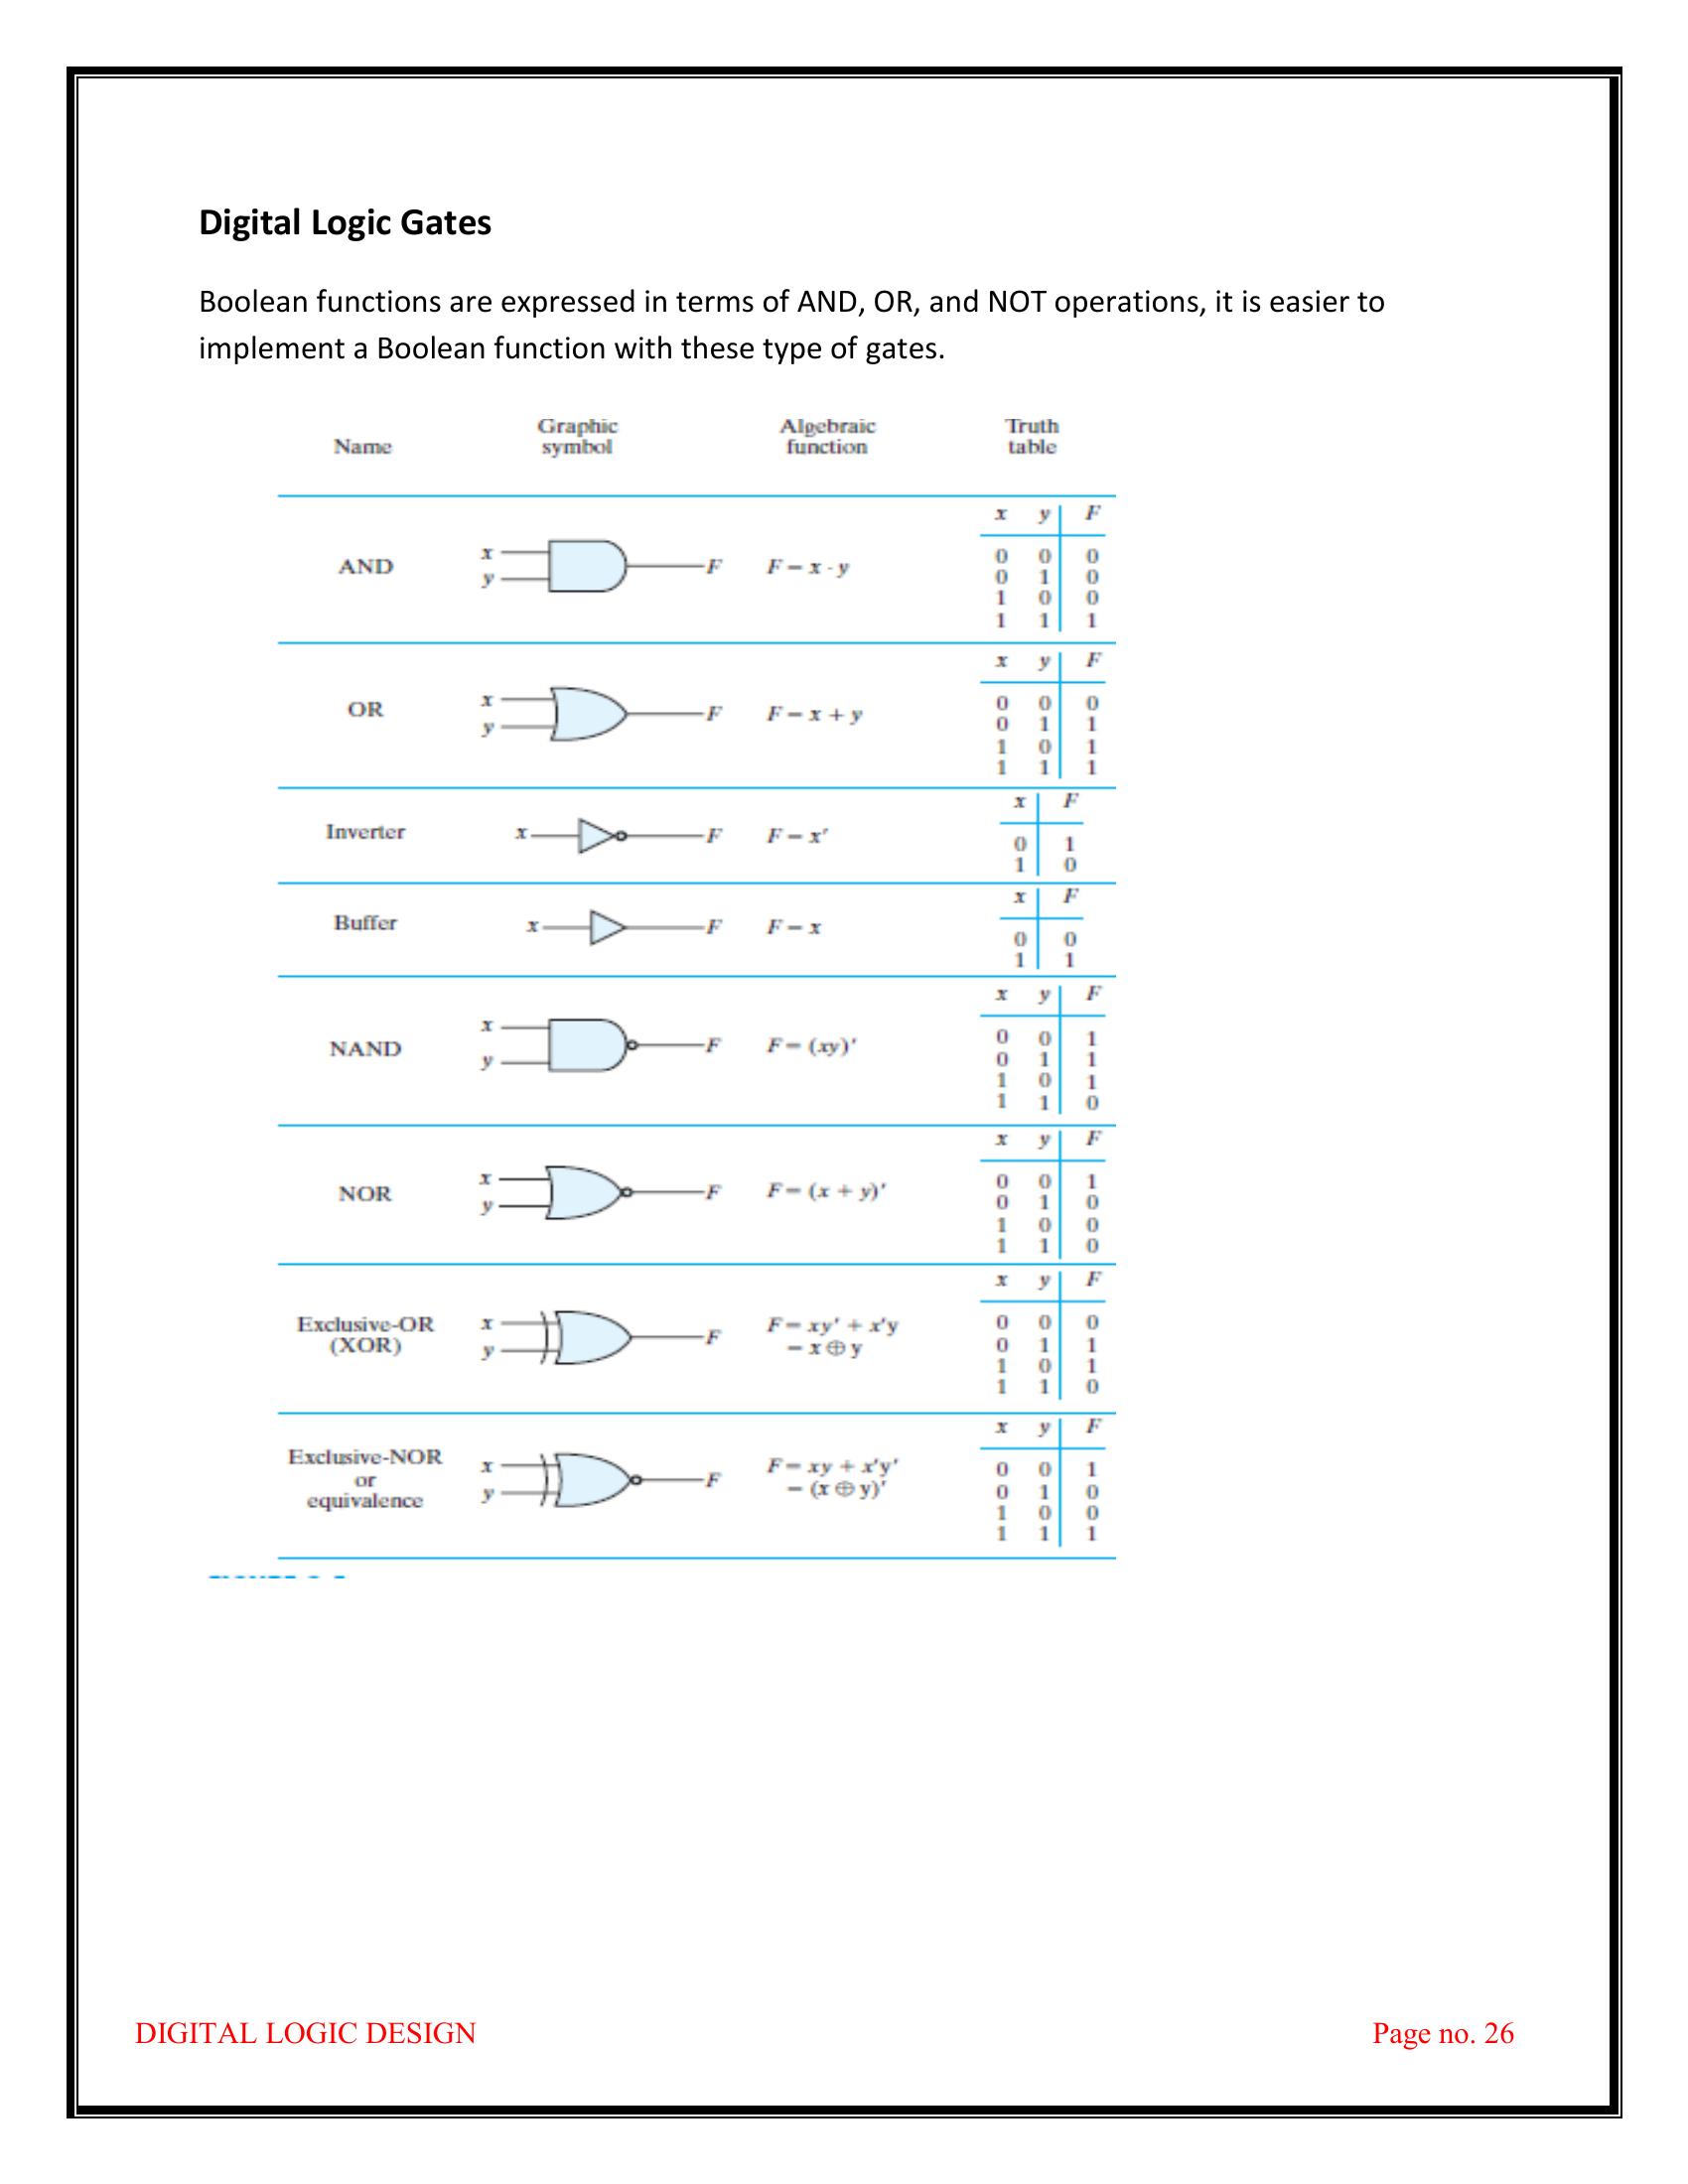 Digital Logic Gates
Boolean functions are expressed in terms of AND, OR, and NOT operations, it is easier to
implement a Boolean function with these type of gates.
Name Graphic symbol Algebraic function Truth table
AND x y F F = x · y
x y F
0 0 0
0 1 0
1 0 0
1 1 1
OR x y F F = x + y
x y F
0 0 0
0 1 1
1 0 1
1 1 1
Inverter x F F = x′
x F
0 1
1 0
Buffer x F F = x
x F
0 0
1 1
NAND x y F F = (xy)′
x y F
0 0 1
0 1 1
1 0 1
1 1 0
NOR x y F F = (x + y)′
x y F
0 0 1
0 1 0
1 0 0
1 1 0
Exclusive-OR
(XOR)
x y F
F = xy′ + x′y
= x ⊕ y
x y F
0 0 0
0 1 1
1 0 1
1 1 0
Exclusive-NOR
or
equivalence
x y F
F = xy + x′y′
= (x ⊕ y)′
x y F
0 0 1
0 1 0
1 0 0
1 1 1
DIGITAL LOGIC DESIGN Page no. 26